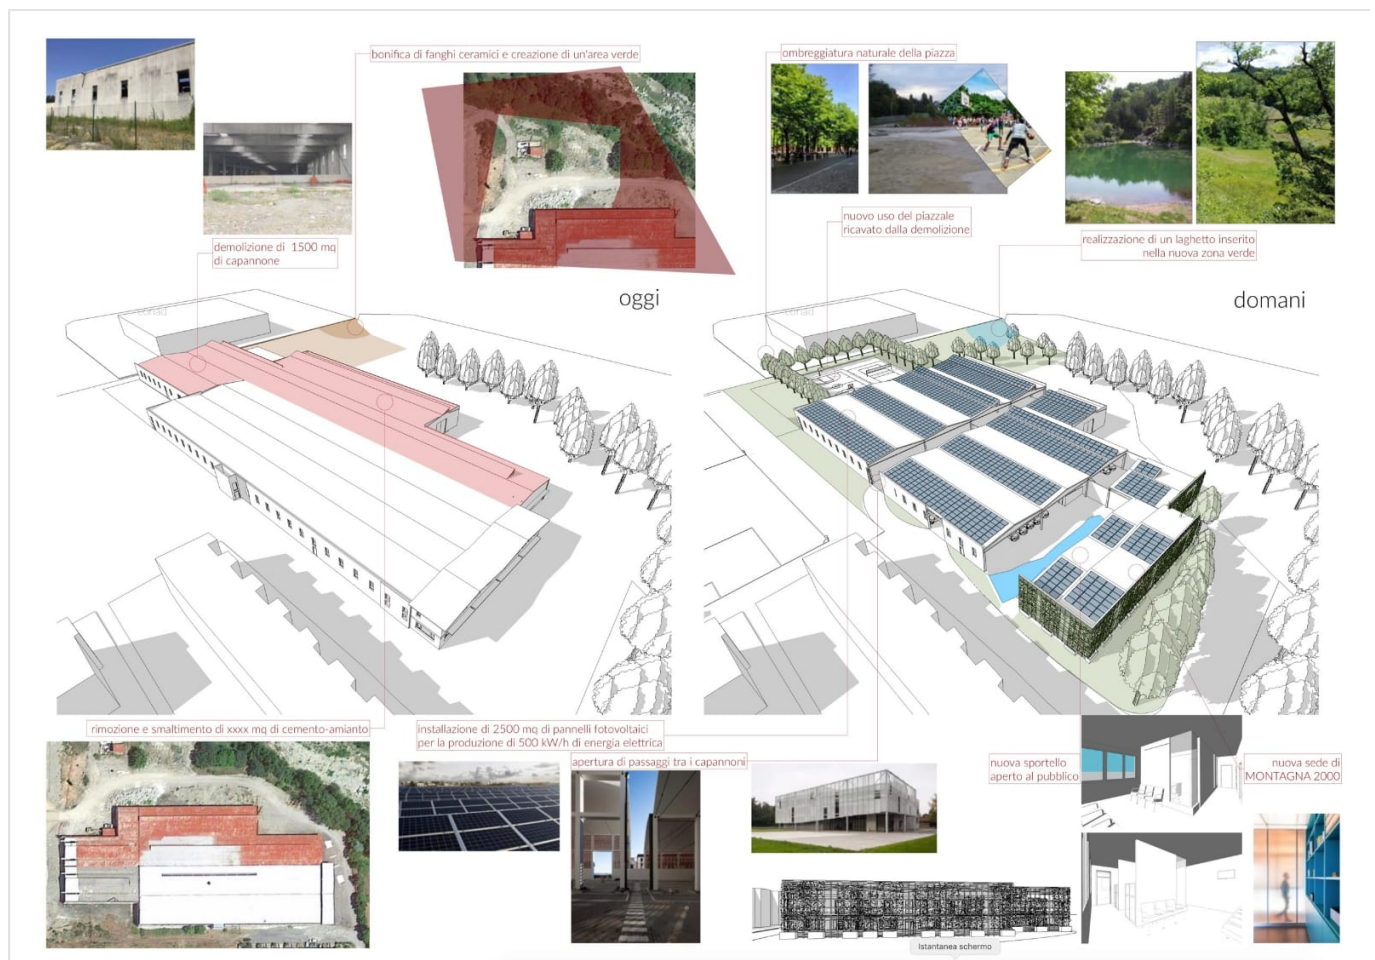 bonifica di fanghi ceramici e creazione di un'area verde
ombreggiatura naturale della piazza
nuovo uso del piazzale
ricavato dalla demolizione
demolizione di 1500 mq
di capannone
realizzazione di un laghetto inserito
nella nuova zona verde
oggi
domani
rimozione e smaltimento di xxxx mq di cemento-amianto
installazione di 2500 mq di pannelli fotovoltaici
per la produzione di 500 kW/h di energia elettrica
apertura di passaggi tra i capannoni
nuova sportello
aperto al pubblico
nuova sede di
MONTAGNA 2000
Istantanea schermo